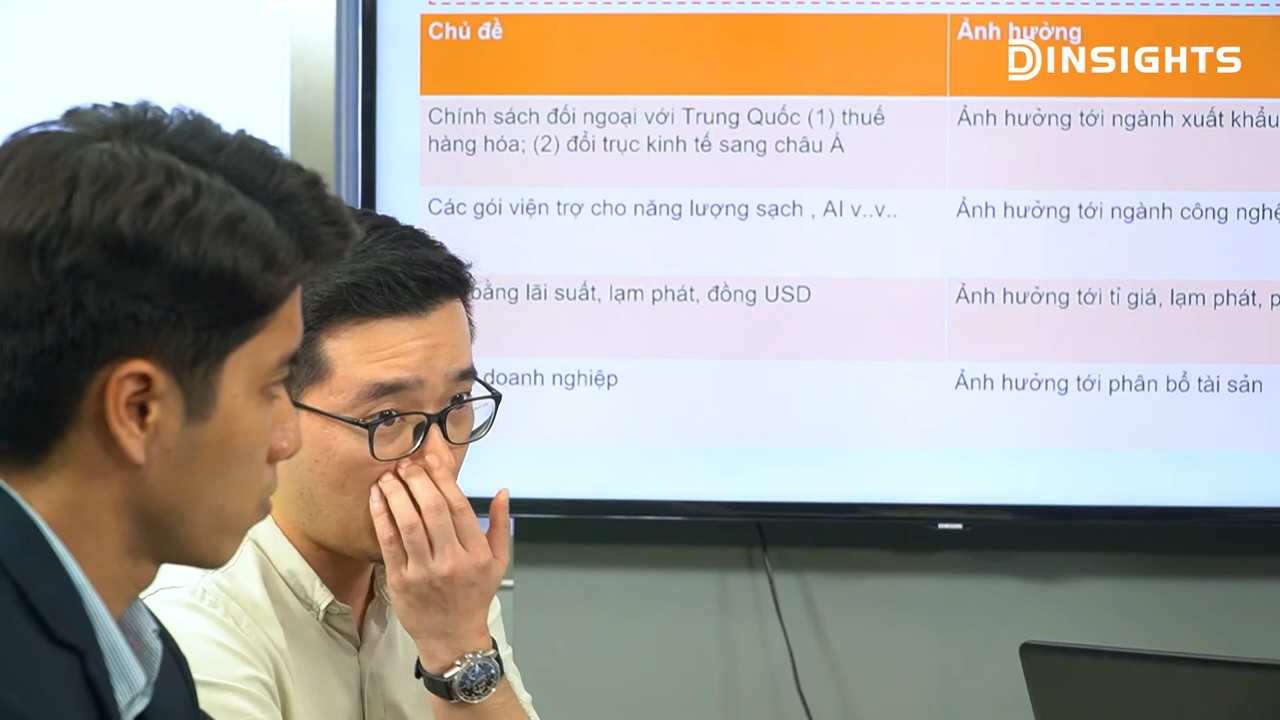 Chủ đề
Ảnh hưởng
DINSIGHTS
Chính sách đối ngoại với Trung Quốc (1) thuế
hàng hóa; (2) đổi trục kinh tế sang châu Á
Ảnh hưởng tới ngành xuất khẩu
Các gói viện trợ cho năng lượng sạch , AI v..v..
Ảnh hưởng tới ngành công nghệ
bằng lãi suất, lạm phát, đồng USD
Ảnh hưởng tới tỉ giá, lạm phát, p
doanh nghiệp
Ảnh hưởng tới phân bổ tài sản
SAMSUNG